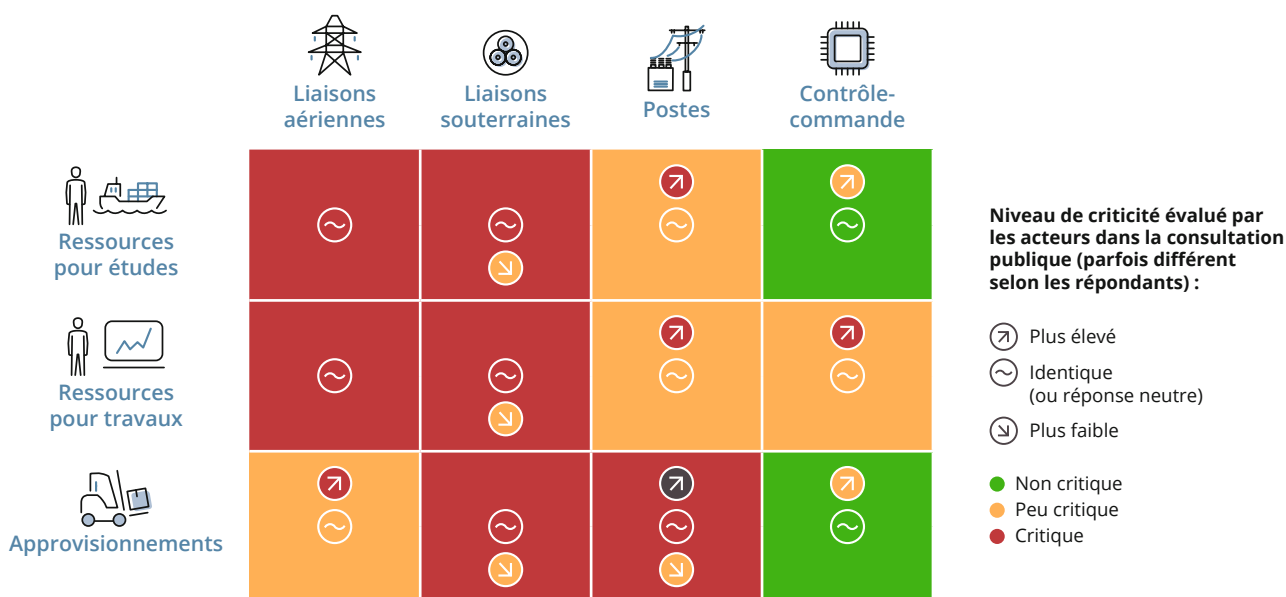 Liaisons
aériennes
Liaisons
souterraines
Postes
Contrôle-
commande
Ressources
pour études
Ressources
pour travaux
Approvisionnements
Niveau de criticité évalué par
les acteurs dans la consultation
publique (parfois différent
selon les répondants) :
Plus élevé
Identique
(ou réponse neutre)
Plus faible
Non critique
Peu critique
Critique